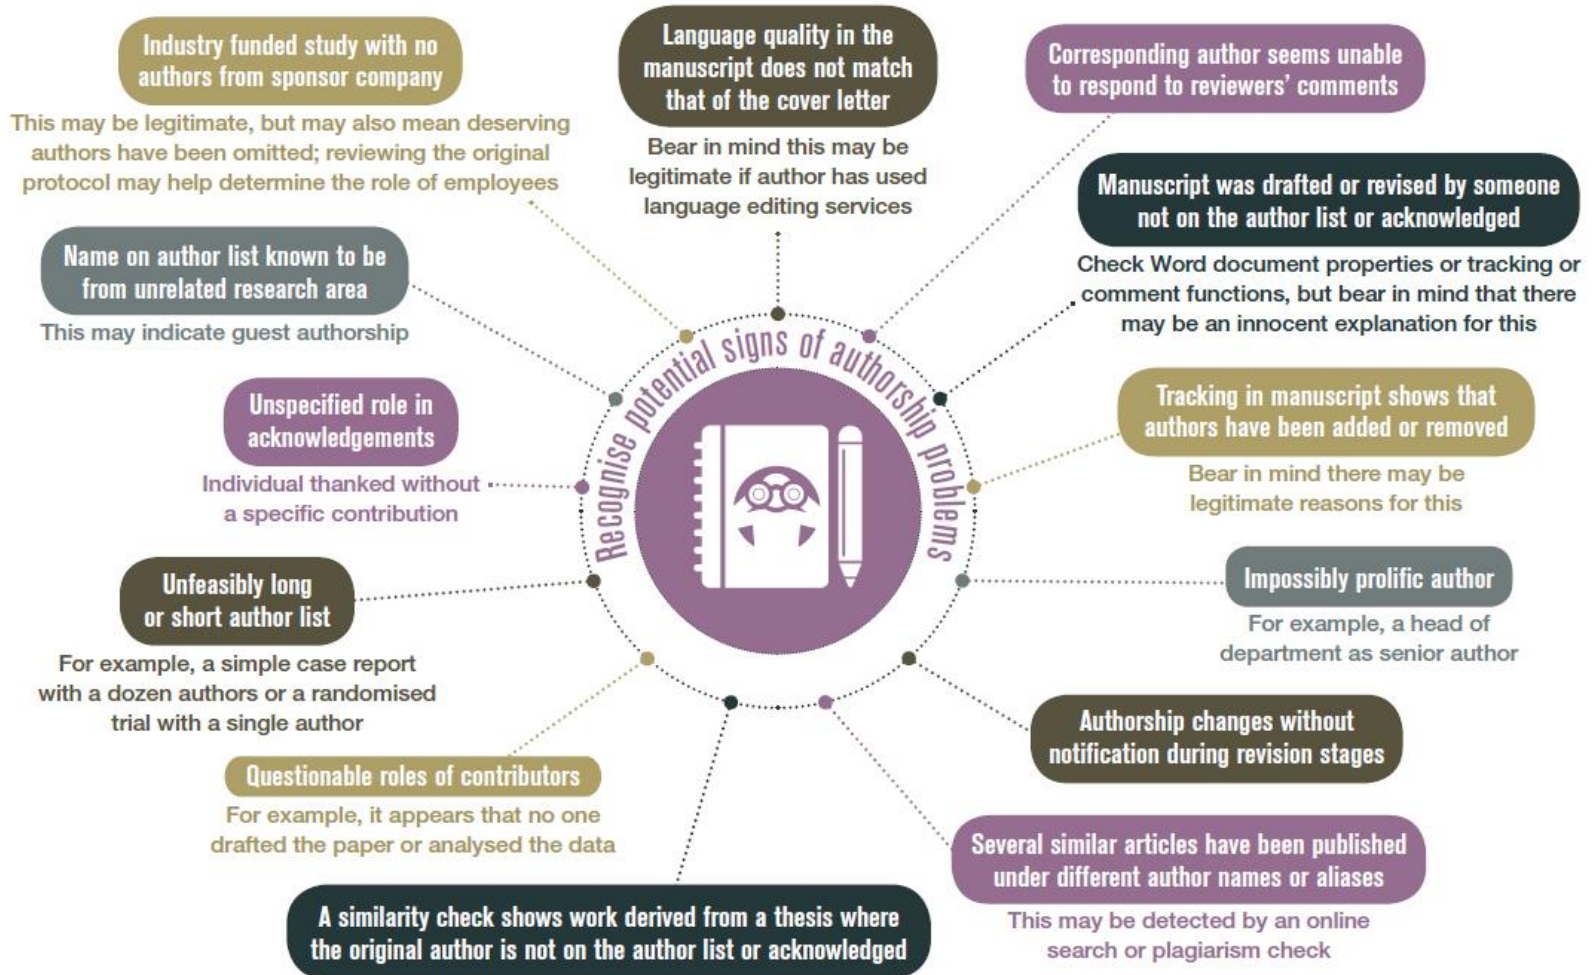 Recognise potential signs of authorship problems
Industry funded study with no
authors from sponsor company
This may be legitimate, but may also mean deserving
authors have been omitted; reviewing the original
protocol may help determine the role of employees
Language quality in the
manuscript does not match
that of the cover letter
Bear in mind this may be
legitimate if author has used
language editing services
Corresponding author seems unable
to respond to reviewers’ comments
Manuscript was drafted or revised by someone
not on the author list or acknowledged
Check Word document properties or tracking or
comment functions, but bear in mind that there
may be an innocent explanation for this
Tracking in manuscript shows that
authors have been added or removed
Bear in mind there may be
legitimate reasons for this
Impossibly prolific author
For example, a head of
department as senior author
Authorship changes without
notification during revision stages
Several similar articles have been published
under different author names or aliases
This may be detected by an online
search or plagiarism check
A similarity check shows work derived from a thesis where
the original author is not on the author list or acknowledged
Questionable roles of contributors
For example, it appears that no one
drafted the paper or analysed the data
Unfeasibly long
or short author list
For example, a simple case report
with a dozen authors or a randomised
trial with a single author
Unspecified role in
acknowledgements
Individual thanked without
a specific contribution
Name on author list known to be
from unrelated research area
This may indicate guest authorship